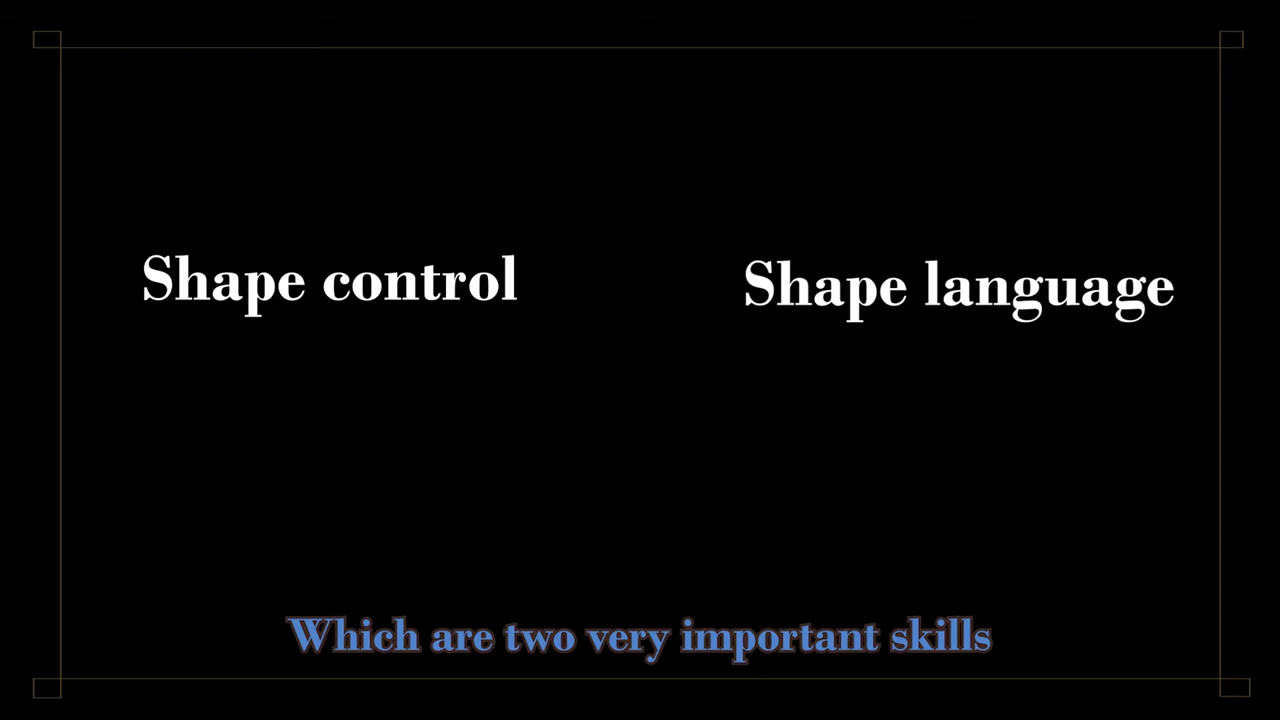 Shape control
Shape language
Which are two very important skills